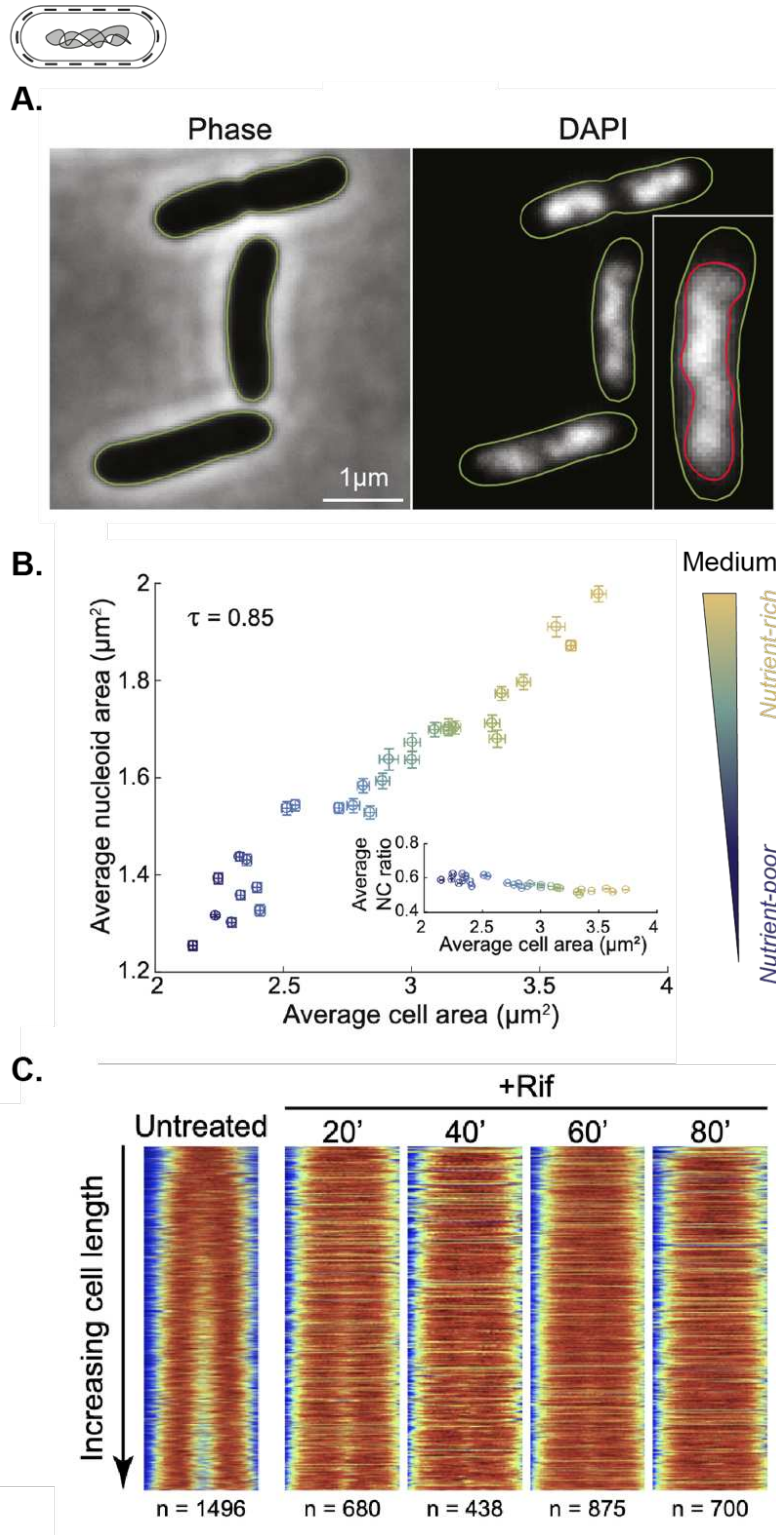 A.
Phase
DAPI
1µm
B.
Average nucleoid area (µm²)
2
1.8
1.6
1.4
1.2
τ = 0.85
Average
NC ratio
0.8
0.6
0.4
2
2.5
3
3.5
4
Average cell area (µm²)
2
2.5
3
3.5
4
Average cell area (µm²)
Medium
Nutrient-rich
Nutrient-poor
C.
+Rif
Untreated
20’
40’
60’
80’
Increasing cell length
n = 1496
n = 680
n = 438
n = 875
n = 700